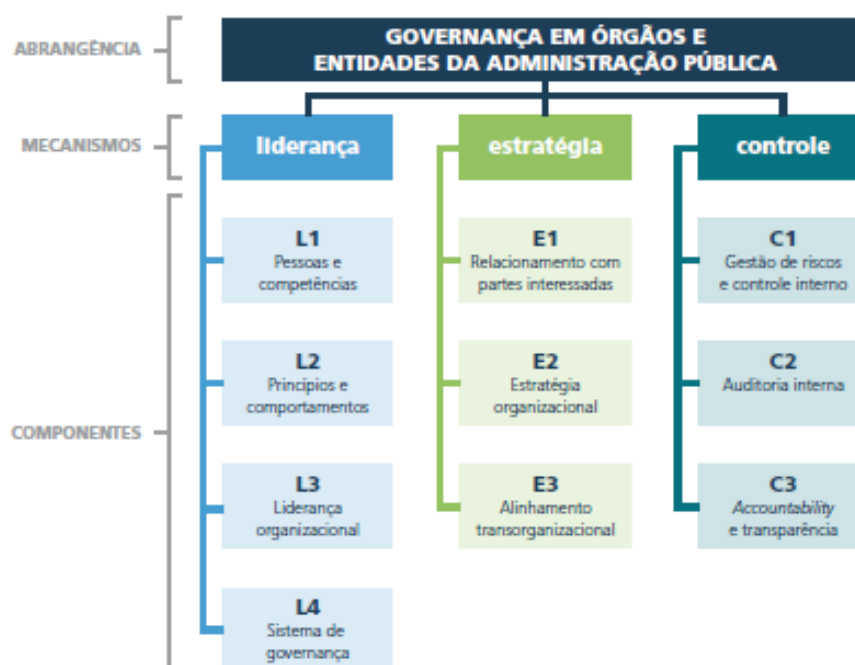 ABRANGÊNCIA
GOVERNANÇA EM ÓRGÃOS E
ENTIDADES DA ADMINISTRAÇÃO PÚBLICA
MECANISMOS
liderança
estratégia
controle
COMPONENTES
L1
Pessoas e
competências
E1
Relacionamento com
partes interessadas
C1
Gestão de riscos
e controle interno
L2
Princípios e
comportamentos
E2
Estratégia
organizacional
C2
Auditoria interna
L3
Liderança
organizacional
E3
Alinhamento
transorganizacional
C3
Accountability
e transparência
L4
Sistema de
governança